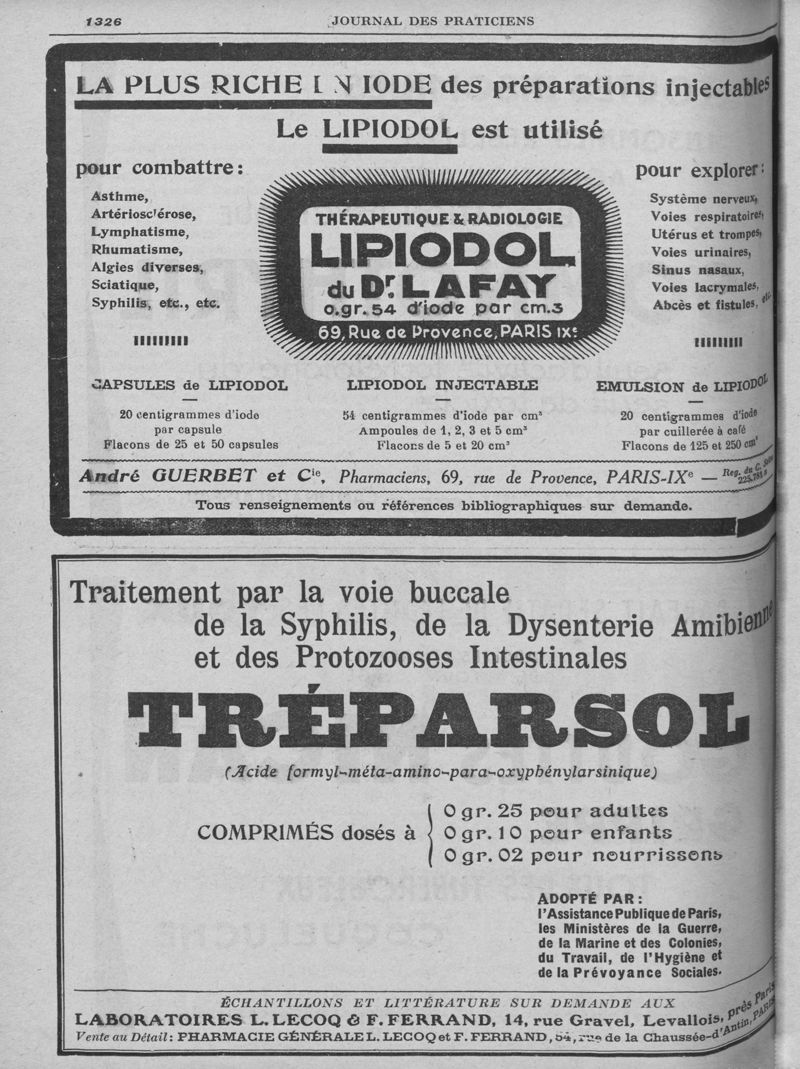 1326
JOURNAL DES PRATICIENS
LA PLUS RICHE EN IODE des préparations injectables
Le LIPIODOL est utilisé
pour combattre :
Asthme,
Artériosclérose,
Lymphatisme,
Rhumatisme,
Algies diverses,
Sciatique,
Syphilis, etc., etc.
THÉRAPEUTIQUE & RADIOLOGIE
LIPIODOL
du Dr. LAFAY
o.gr. 54 d'iode par cm.3
69, Rue de Provence, PARIS IXe
pour explorer :
Système nerveux,
Voies respiratoires,
Utérus et trompes,
Voies urinaires,
Sinus nasaux,
Voies lacrymales,
Abcès et fistules, etc.
CAPSULES de LIPIODOL
20 centigrammes d'iode
par capsule
Flacons de 25 et 50 capsules
LIPIODOL INJECTABLE
54 centigrammes d'iode par cm³
Ampoules de 1, 2, 3 et 5 cm³
Flacons de 5 et 20 cm³
EMULSION de LIPIODOL
20 centigrammes d'iode
par cuillerée à café
Flacons de 125 et 250 cm³
André GUERBET et Cie, Pharmaciens, 69, rue de Provence, PARIS-IXe — Reg. du C.
Tous renseignements ou références bibliographiques sur demande.
Traitement par la voie buccale
de la Syphilis, de la Dysenterie Amibienne
et des Protozooses Intestinales
TRÉPARSOL
(Acide formyl-méta-amino-para-oxyphénylarsinique)
COMPRIMÉS dosés à
0 gr. 25 pour adultes
0 gr. 10 pour enfants
0 gr. 02 pour nourrissons
ADOPTÉ PAR :
l'Assistance Publique de Paris,
les Ministères de la Guerre,
de la Marine et des Colonies,
du Travail, de l'Hygiène et
de la Prévoyance Sociales.
ÉCHANTILLONS ET LITTÉRATURE SUR DEMANDE AUX
LABORATOIRES L. LECOQ & F. FERRAND, 14, rue Gravel, Levallois, près Paris
Vente au Détail : PHARMACIE GÉNÉRALE L. LECOQ et F. FERRAND, 54, rue de la Chaussée-d'Antin, PARIS